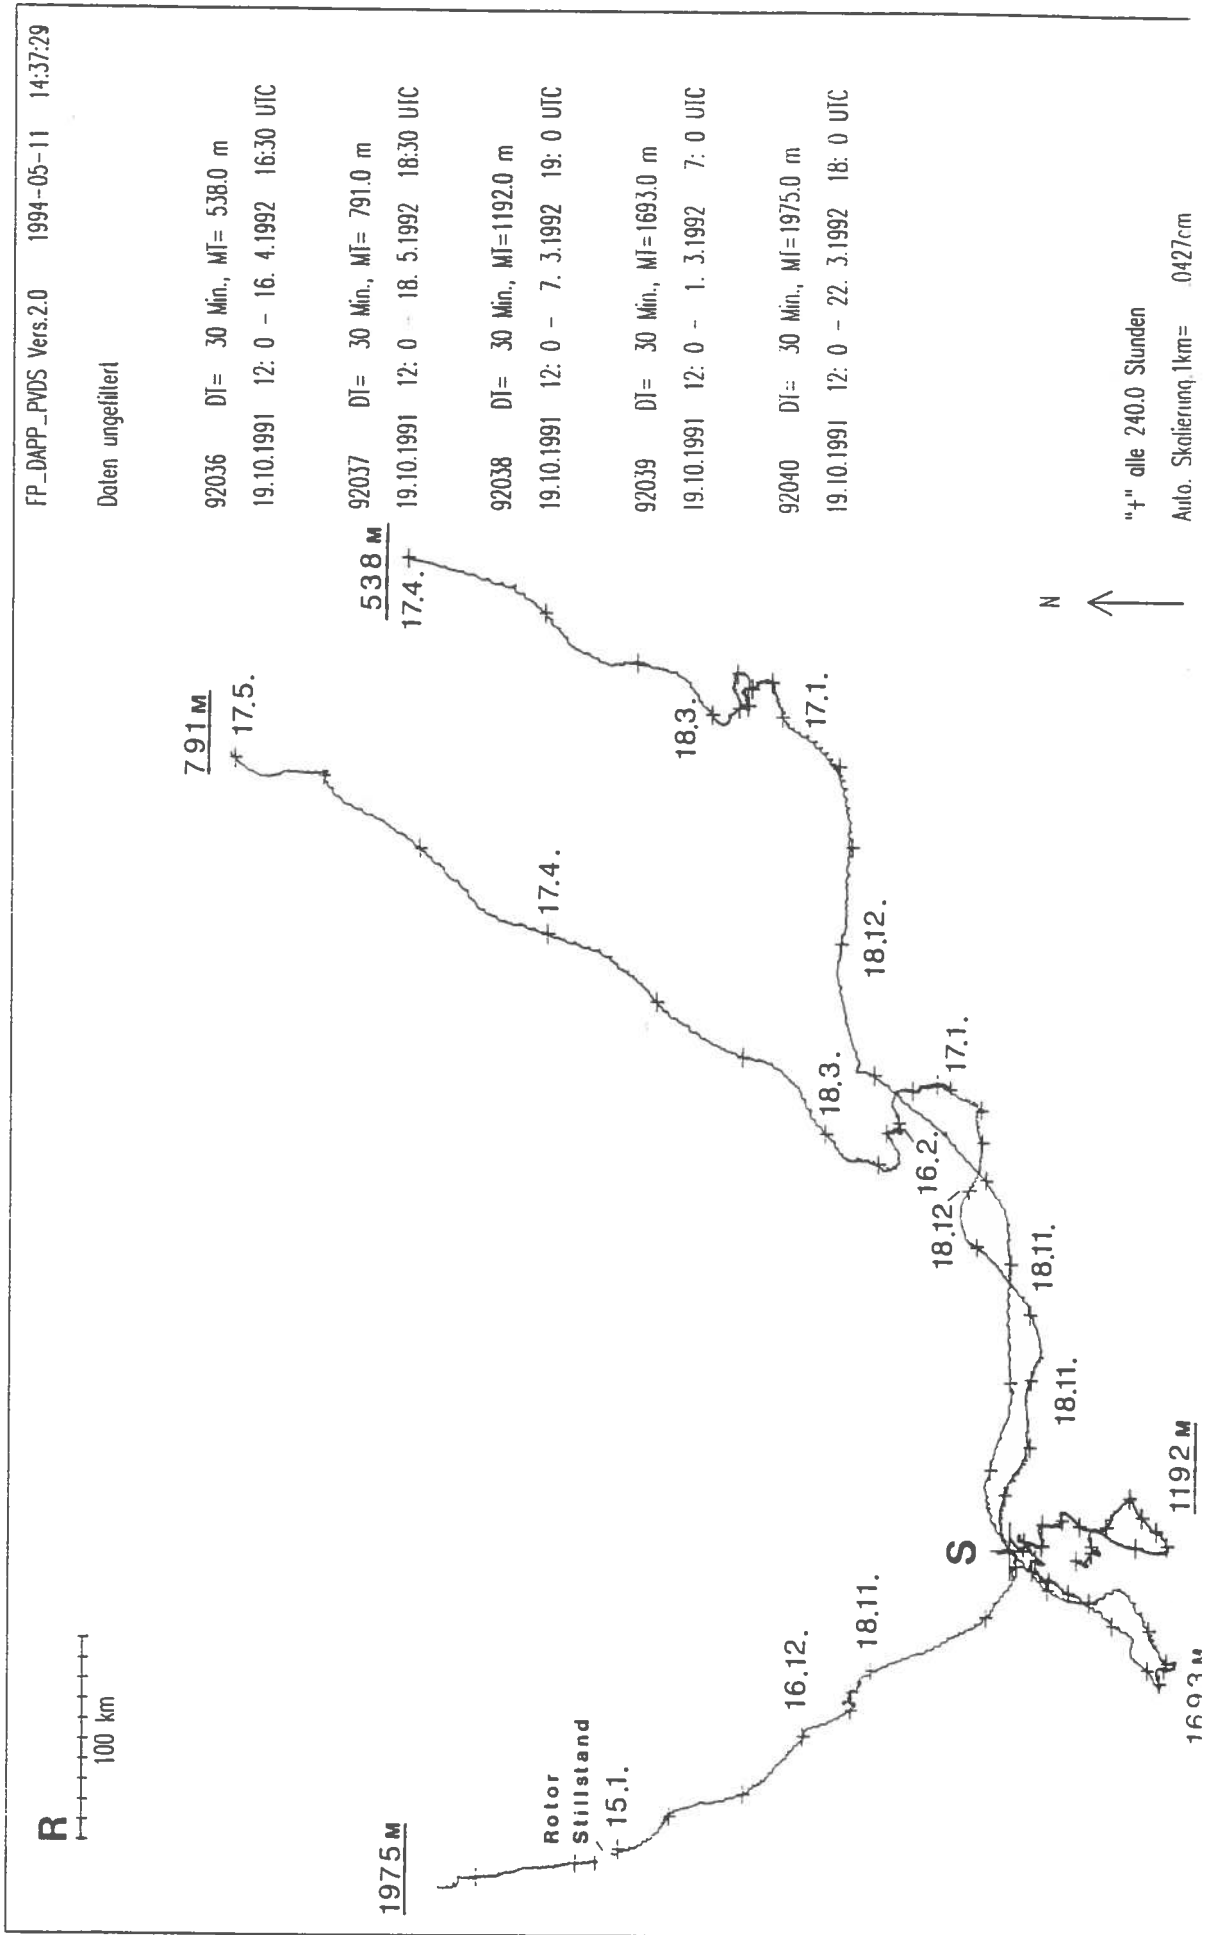 FP_DAPP_PVDS Vers.2.0 1994-05-11 14:37:29
Daten ungefiltert
92036 DT= 30 Min., MT= 538.0 m
19.10.1991 12: 0 - 16. 4.1992 16:30 UTC
92037 DT= 30 Min., MT= 791.0 m
19.10.1991 12: 0 - 18. 5.1992 18:30 UTC
92038 DT= 30 Min., MT=1192.0 m
19.10.1991 12: 0 - 7. 3.1992 19: 0 UTC
92039 DT= 30 Min., MT=1693.0 m
19.10.1991 12: 0 - 1. 3.1992 7: 0 UTC
92040 DT= 30 Min., MT=1975.0 m
19.10.1991 12: 0 - 22. 3.1992 18: 0 UTC
"+" alle 240.0 Stunden
Auto. Skalierung,1km= .0427cm
N
R
100 km
791 M
17.5.
538 M
17.4.
17.4.
18.3.
17.1.
18.3.
18.12.
17.1.
16.2.
18.12
18.11.
18.11.
S
1192 M
1693 M
18.11.
16.12.
15.1.
Rotor
Stillstand
1975 M